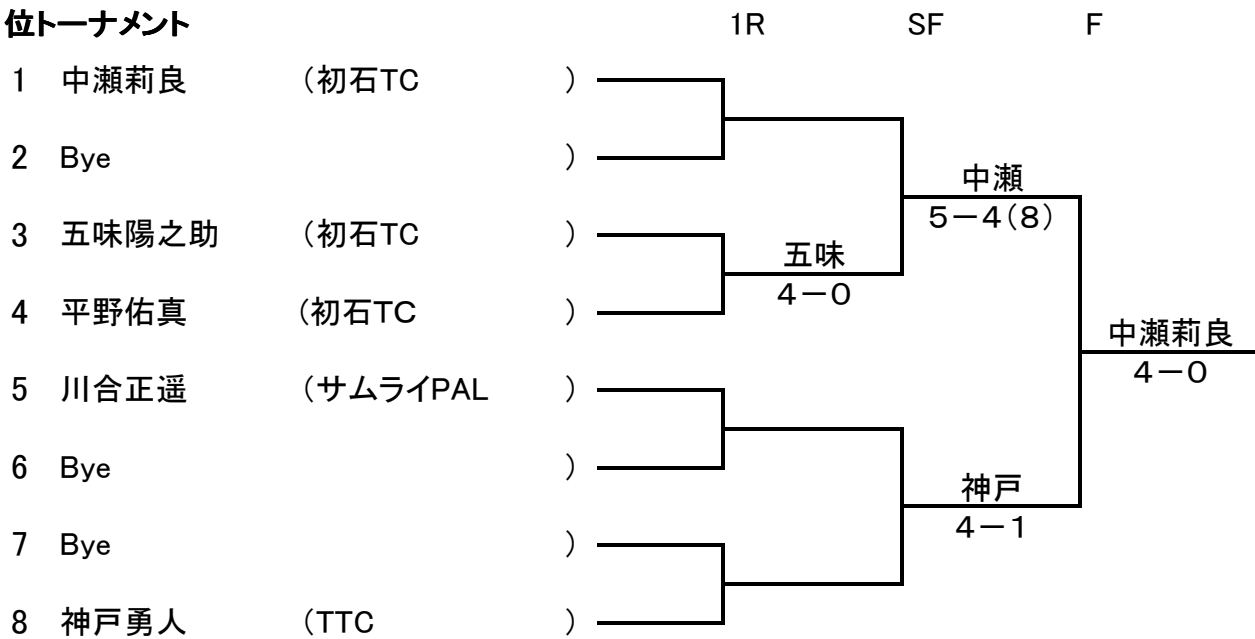 位トーナメント 1R SF F
1 中瀬莉良 (初石TC )
2 Bye )
中瀬
5-4(8)
3 五味陽之助 (初石TC )
五味
4-0
4 平野佑真 (初石TC )
中瀬莉良
4-0
5 川合正遥 (サムライPAL )
6 Bye )
神戸
4-1
7 Bye )
8 神戸勇人 (TTC )